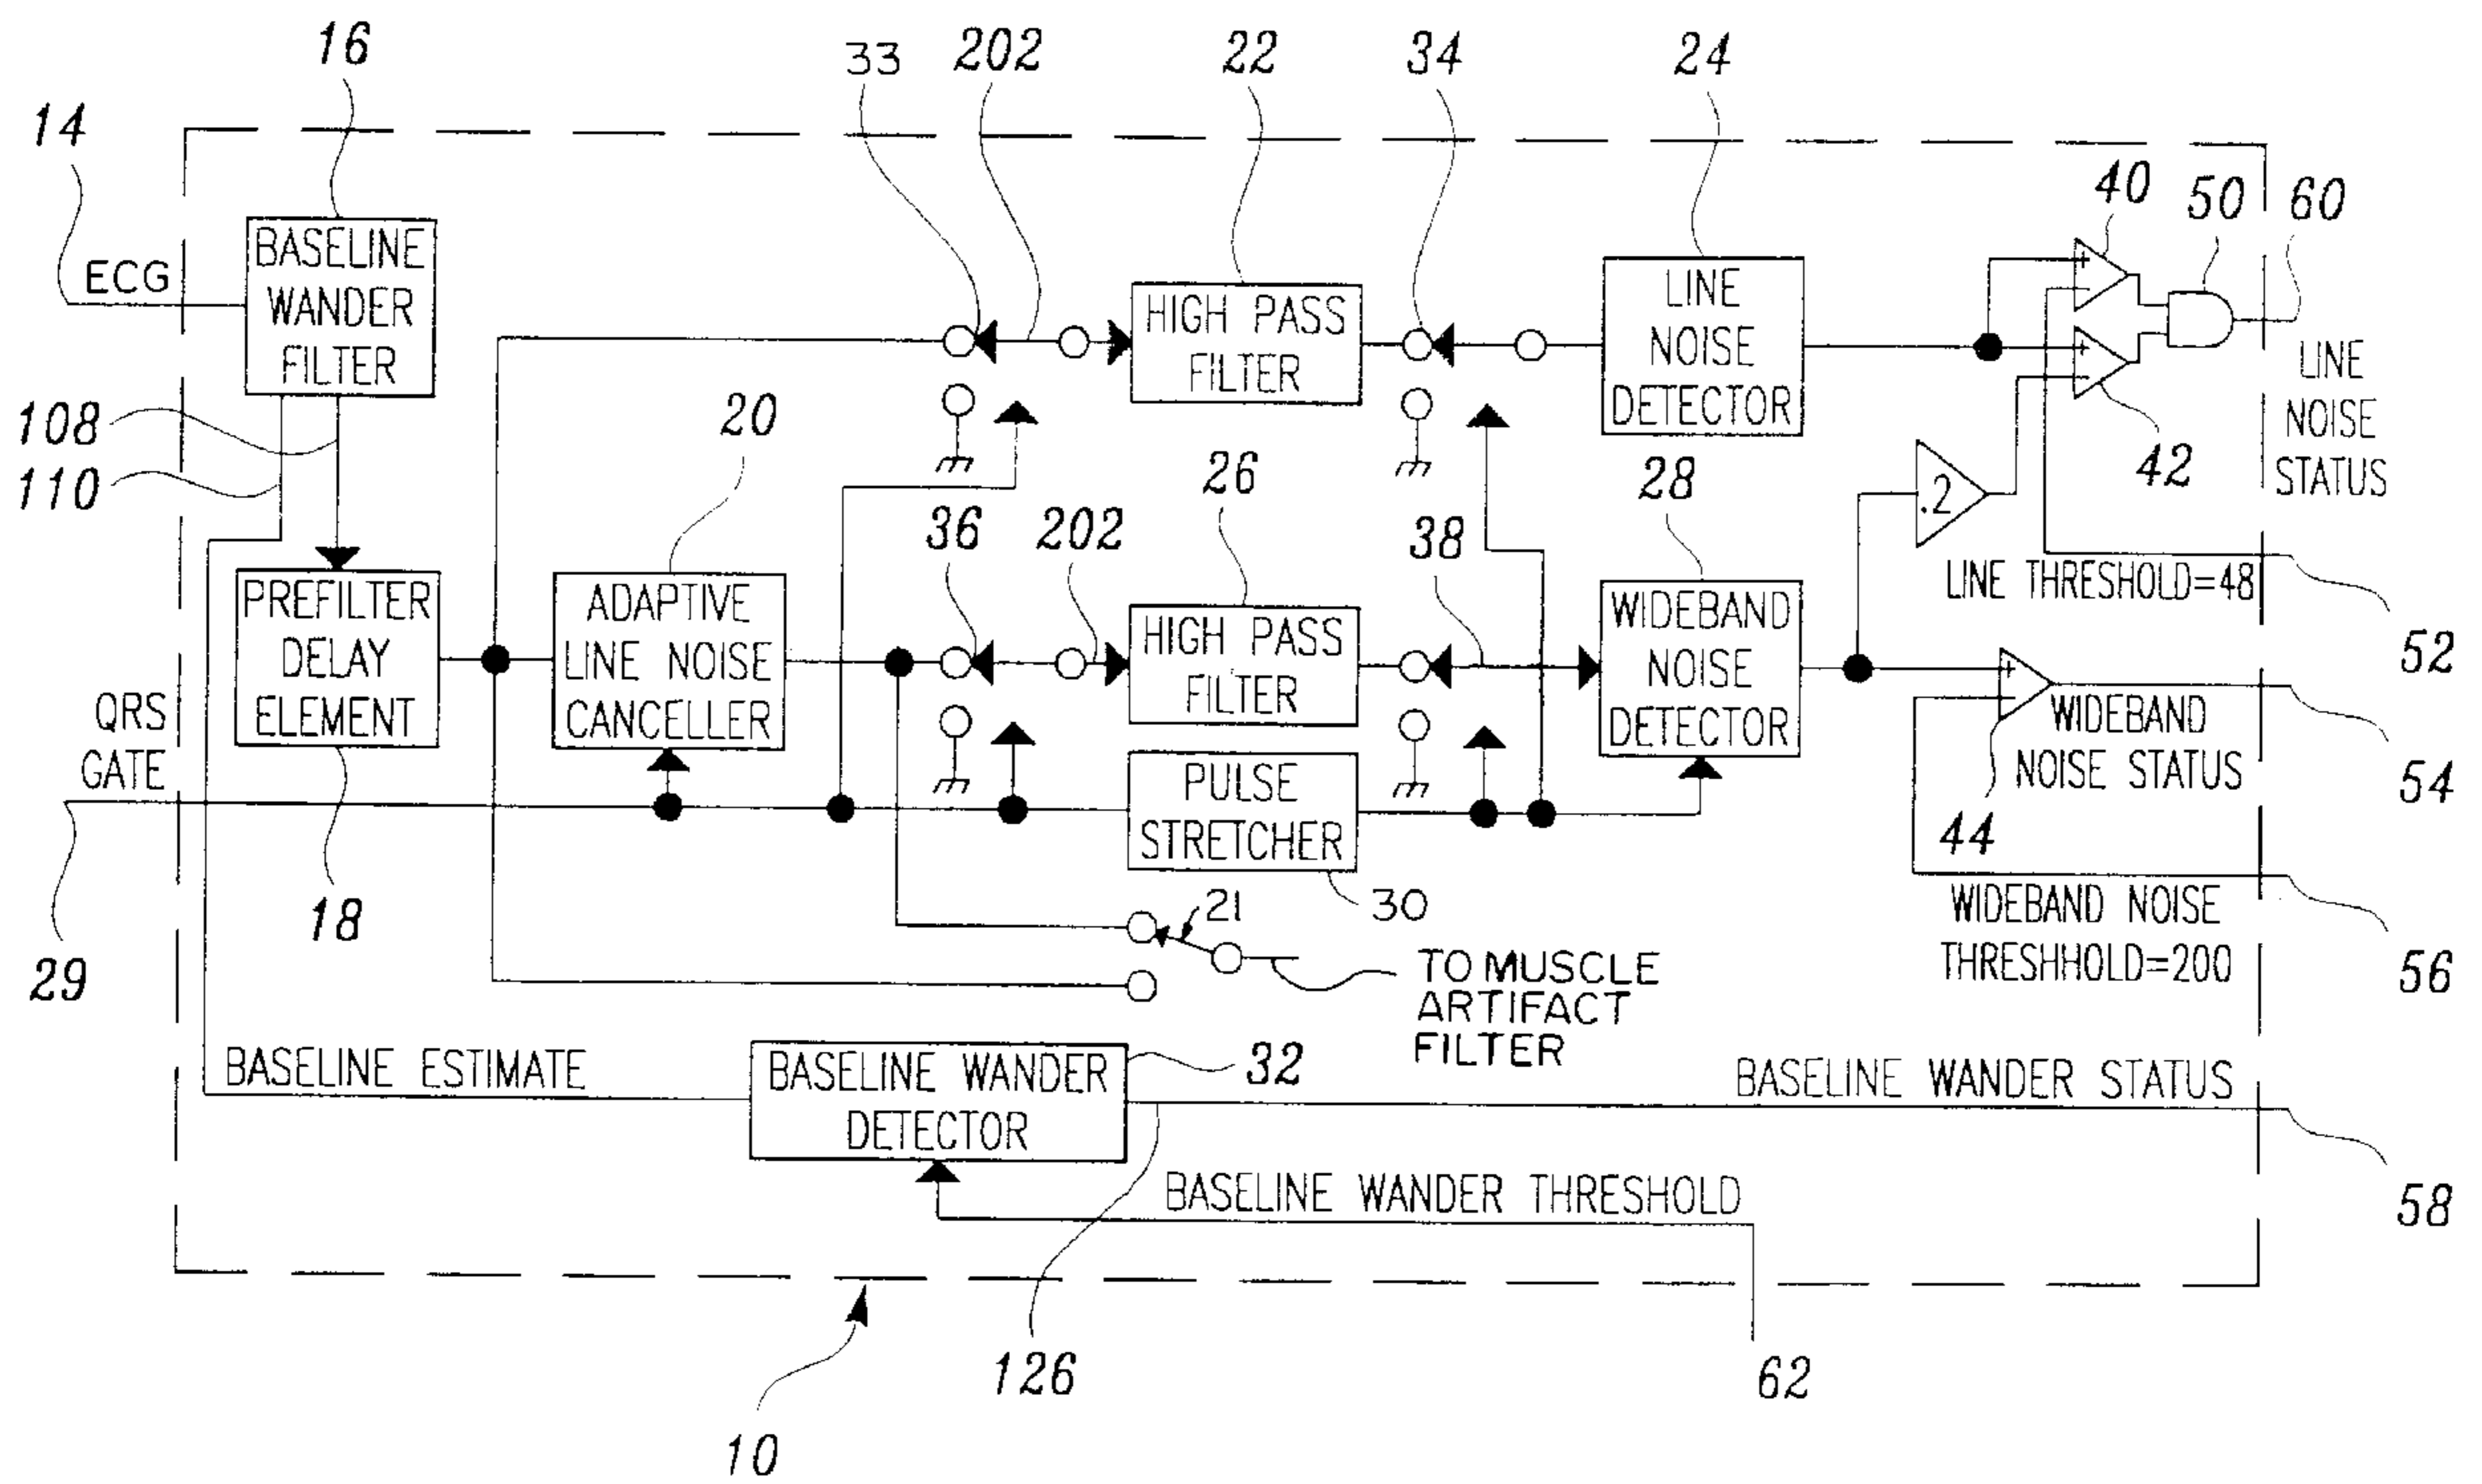 16
33
202
22
34
24
14
40
50
60
ECG
BASELINE
WANDER
FILTER
HIGH PASS
FILTER
LINE
NOISE
DETECTOR
LINE
NOISE
STATUS
108
110
20
26
28
42
.2
36
202
38
LINE THRESHOLD=48
52
PREFILTER
DELAY
ELEMENT
ADAPTIVE
LINE NOISE
CANCELLER
HIGH PASS
FILTER
WIDEBAND
NOISE
DETECTOR
WIDEBAND
NOISE STATUS
54
QRS
GATE
PULSE
STRETCHER
44
18
21
30
WIDEBAND NOISE
THRESHHOLD=200
56
29
TO MUSCLE
ARTIFACT
FILTER
BASELINE ESTIMATE
BASELINE WANDER
DETECTOR
32
BASELINE WANDER STATUS
58
BASELINE WANDER THRESHOLD
126
62
10